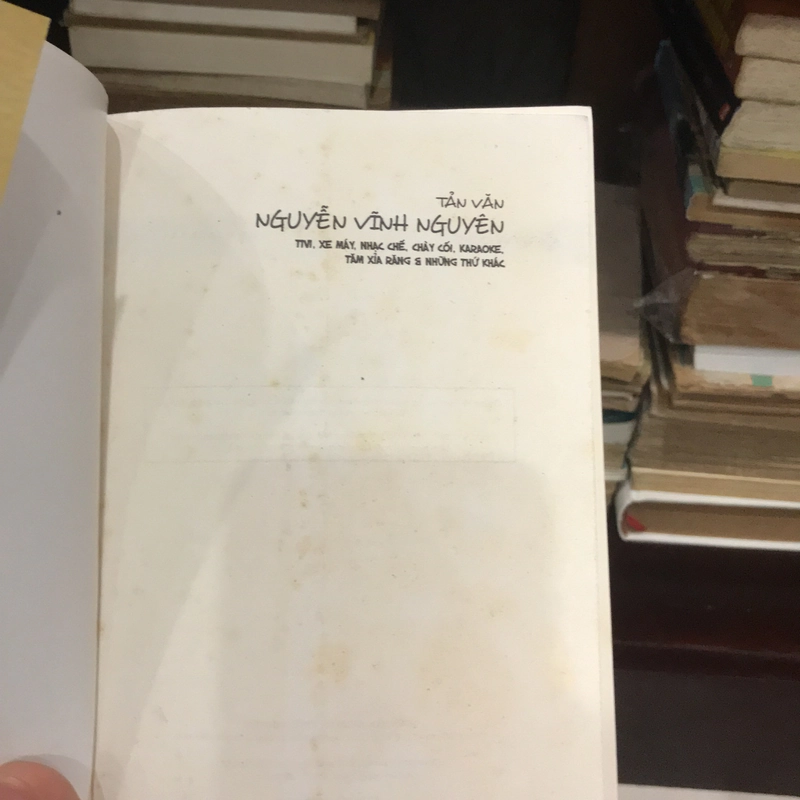 TẢN VĂN
NGUYỄN VĨNH NGUYÊN
TIVI, XE MÁY, NHẠC CHẾ, CHÀY CỐI, KARAOKE,
TĂM XỈA RĂNG & NHỮNG THỨ KHÁC